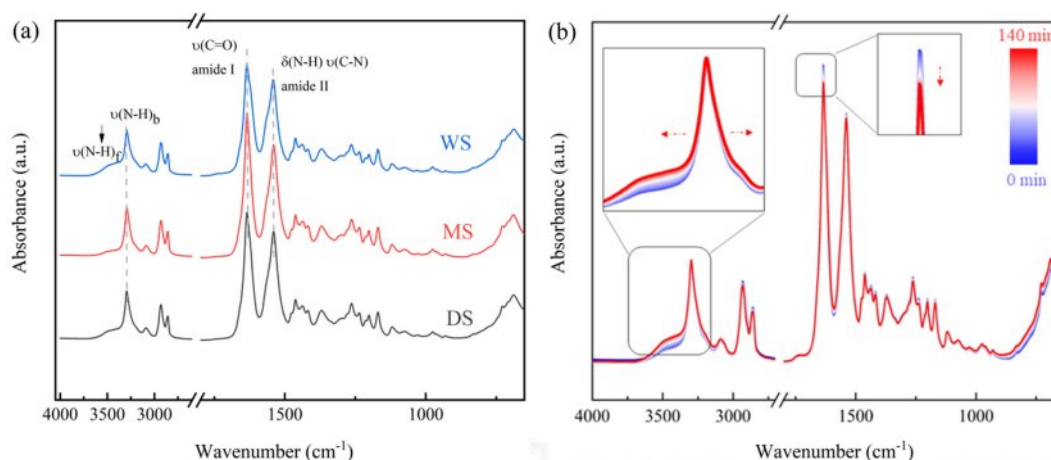 (a)
υ(C=O)
amide I
δ(N-H) υ(C-N)
amide II
υ(N-H)b
υ(N-H)f
WS
MS
DS
Absorbance (a.u.)
4000 3500 3000 1500 1000
Wavenumber (cm-1)
(b)
140 min
0 min
Absorbance (a.u.)
4000 3500 3000 1500 1000
Wavenumber (cm-1)